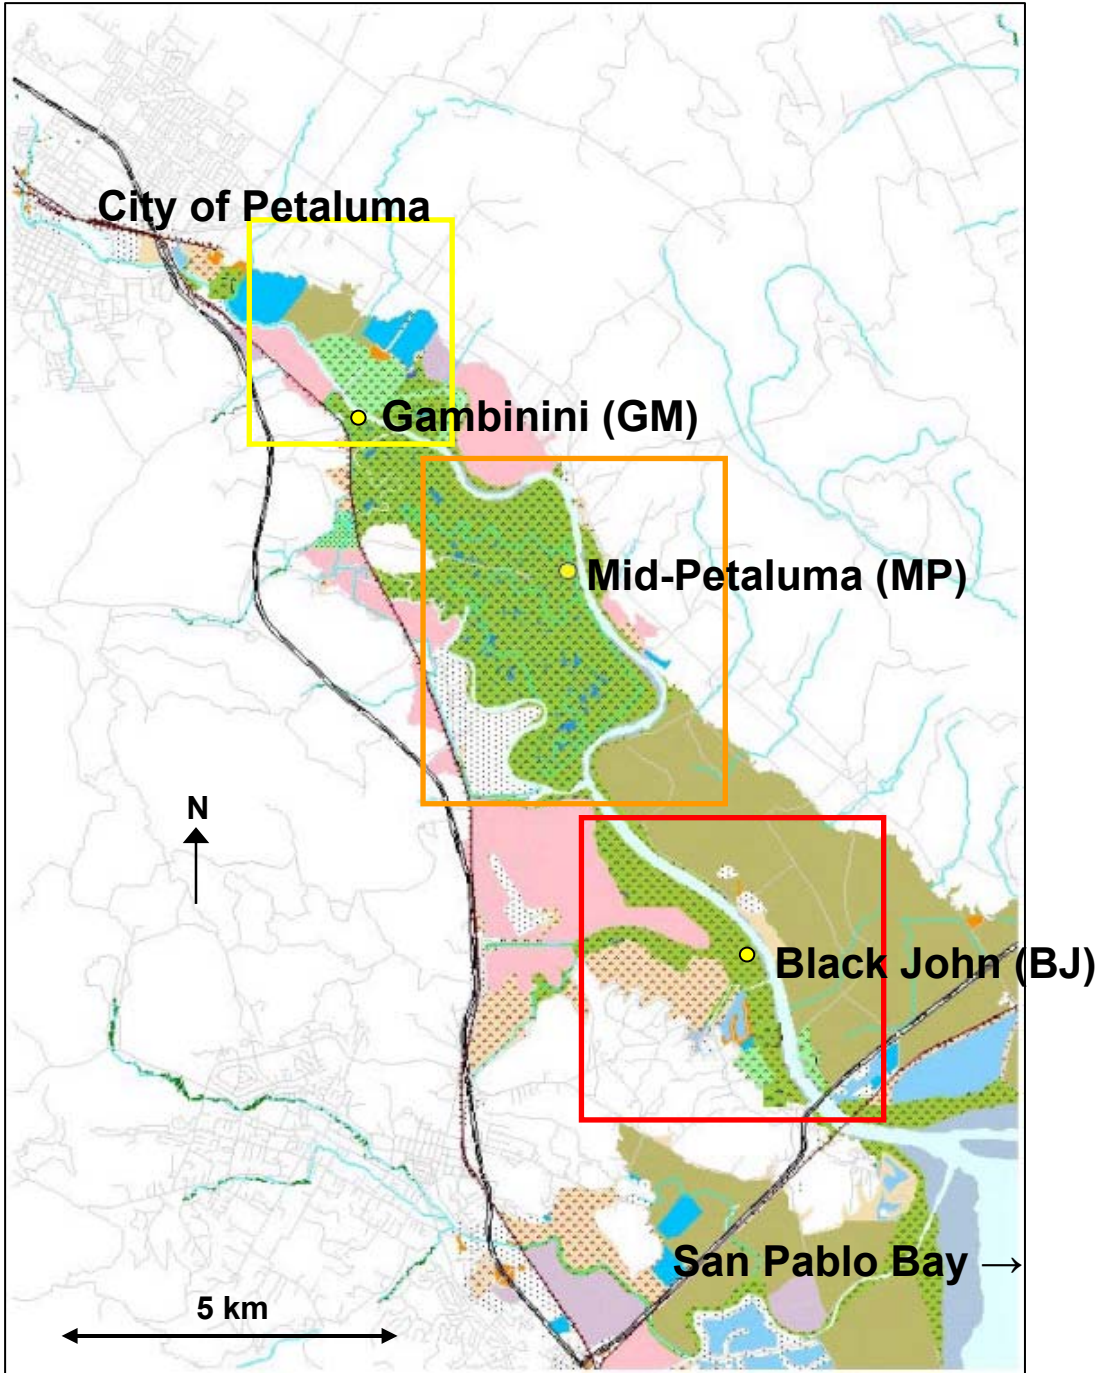 City of Petaluma
Gambinini (GM)
Mid-Petaluma (MP)
N
Black John (BJ)
San Pablo Bay →
5 km